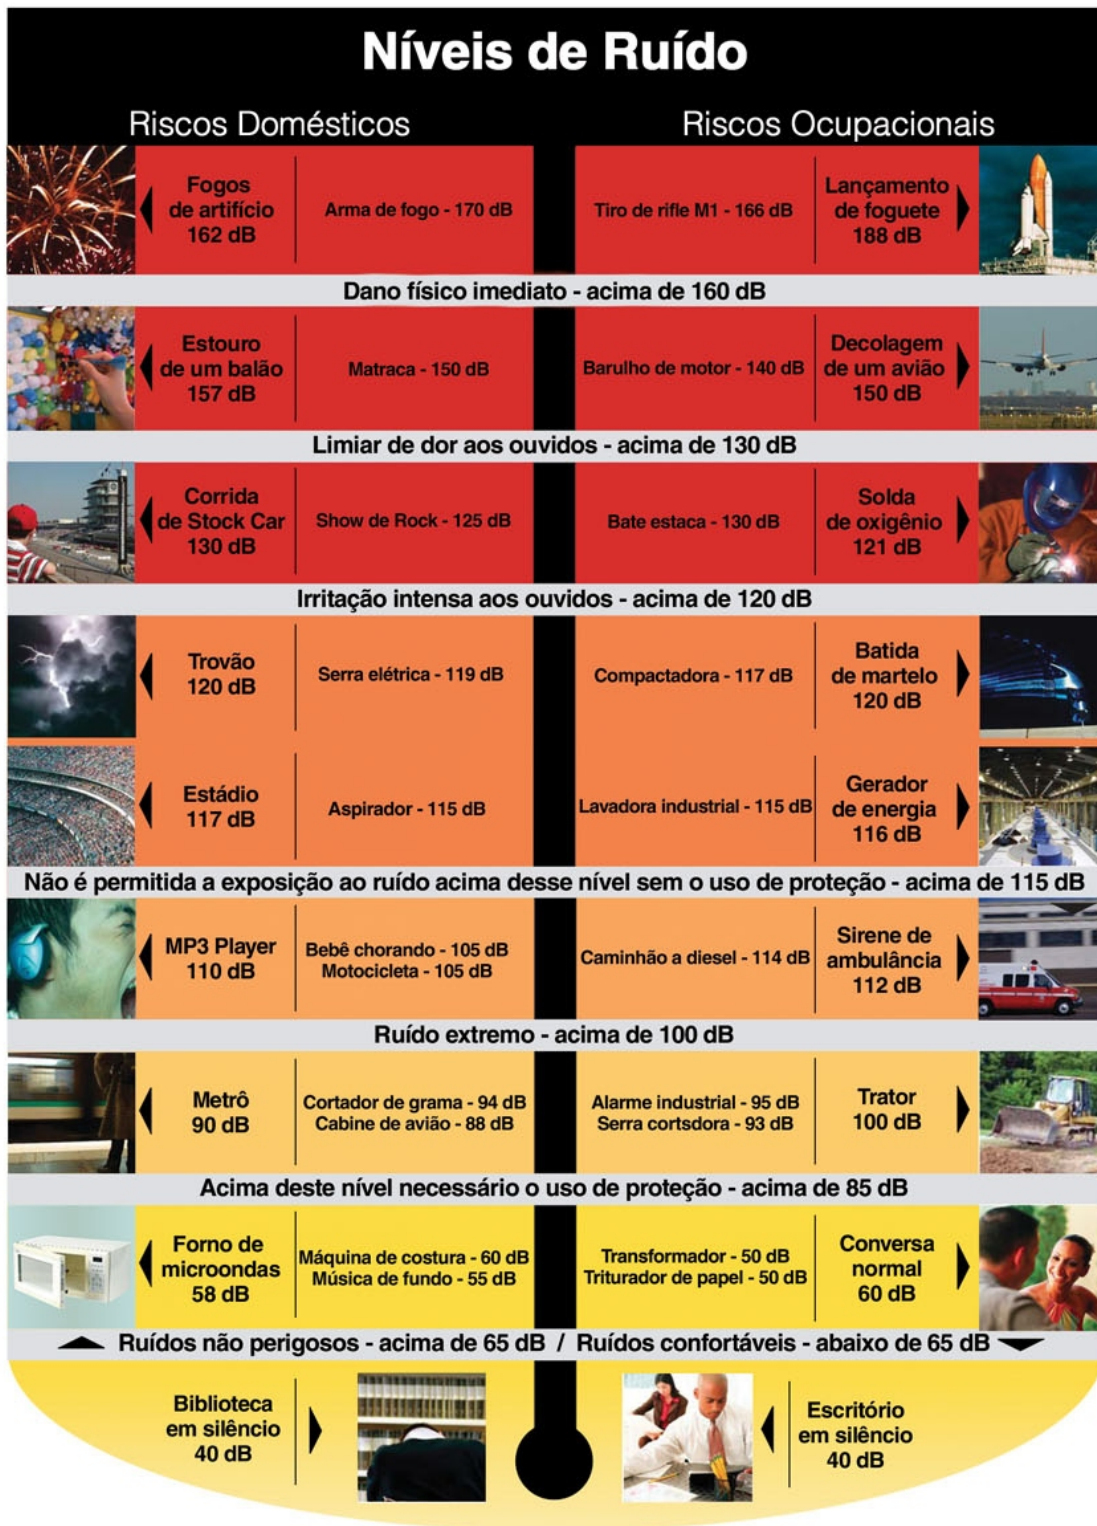 Níveis de Ruído
Riscos Domésticos
Riscos Ocupacionais
Fogos
de artifício
162 dB
Arma de fogo - 170 dB
Tiro de rifle M1 - 166 dB
Lançamento
de foguete
188 dB
Dano físico imediato - acima de 160 dB
Estouro
de um balão
157 dB
Matraca - 150 dB
Barulho de motor - 140 dB
Decolagem
de um avião
150 dB
Limiar de dor aos ouvidos - acima de 130 dB
Corrida
de Stock Car
130 dB
Show de Rock - 125 dB
Bate estaca - 130 dB
Solda
de oxigênio
121 dB
Irritação intensa aos ouvidos - acima de 120 dB
Trovão
120 dB
Serra elétrica - 119 dB
Compactadora - 117 dB
Batida
de martelo
120 dB
Estádio
117 dB
Aspirador - 115 dB
Lavadora industrial - 115 dB
Gerador
de energia
116 dB
Não é permitida a exposição ao ruído acima desse nível sem o uso de proteção - acima de 115 dB
MP3 Player
110 dB
Bebê chorando - 105 dB
Motocicleta - 105 dB
Caminhão a diesel - 114 dB
Sirene de
ambulância
112 dB
Ruído extremo - acima de 100 dB
Metrô
90 dB
Cortador de grama - 94 dB
Cabine de avião - 88 dB
Alarme industrial - 95 dB
Serra cortsdora - 93 dB
Trator
100 dB
Acima deste nível necessário o uso de proteção - acima de 85 dB
Forno de
microondas
58 dB
Máquina de costura - 60 dB
Música de fundo - 55 dB
Transformador - 50 dB
Triturador de papel - 50 dB
Conversa
normal
60 dB
Ruídos não perigosos - acima de 65 dB / Ruídos confortáveis - abaixo de 65 dB
Biblioteca
em silêncio
40 dB
Escritório
em silêncio
40 dB